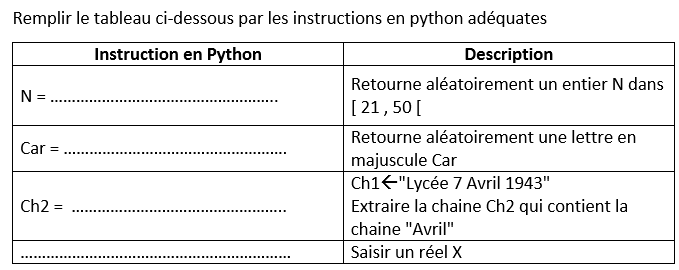 Remplir le tableau ci-dessous par les instructions en python adéquates
Instruction en Python Description
N = ……………………………………………..
Retourne aléatoirement un entier N dans
[ 21 , 50 [
Car = …………………………………………….
Retourne aléatoirement une lettre en
majuscule Car
Ch2 = ………………………………………….
Ch1←"Lycée 7 Avril 1943"
Extraire la chaine Ch2 qui contient la
chaine "Avril"
……………………………………………………… Saisir un réel X